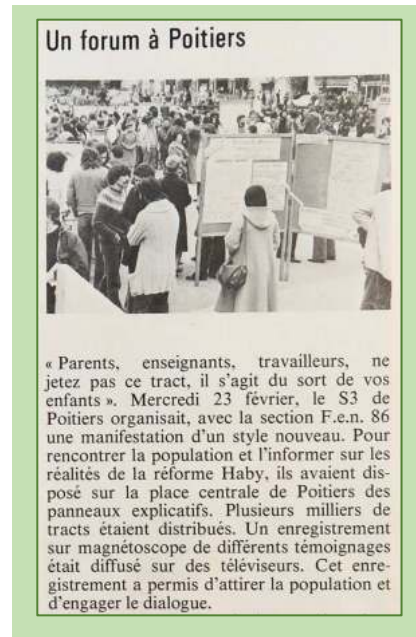 Un forum à Poitiers
« Parents, enseignants, travailleurs, ne
jetez pas ce tract, il s'agit du sort de vos
enfants ». Mercredi 23 février, le S3 de
Poitiers organisait, avec la section F.e.n. 86
une manifestation d'un style nouveau. Pour
rencontrer la population et l'informer sur les
réalités de la réforme Haby, ils avaient dis-
posé sur la place centrale de Poitiers des
panneaux explicatifs. Plusieurs milliers de
tracts étaient distribués. Un enregistrement
sur magnétoscope de différents témoignages
était diffusé sur des téléviseurs. Cet enre-
gistrement a permis d'attirer la population et
d'engager le dialogue.